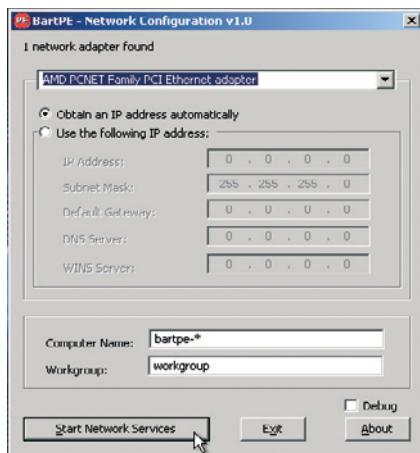 PE BartPE - Network Configuration v1.0
1 network adapter found
AMD PCNET Family PCI Ethernet adapter
Obtain an IP address automatically
Use the following IP address:
IP Address: 0 . 0 . 0 . 0
Subnet Mask: 255 . 255 . 255 . 0
Default Gateway: 0 . 0 . 0 . 0
DNS Server: 0 . 0 . 0 . 0
WINS Server: 0 . 0 . 0 . 0
Computer Name: bartpe-*
Workgroup: workgroup
Debug
Start Network Services Exit About